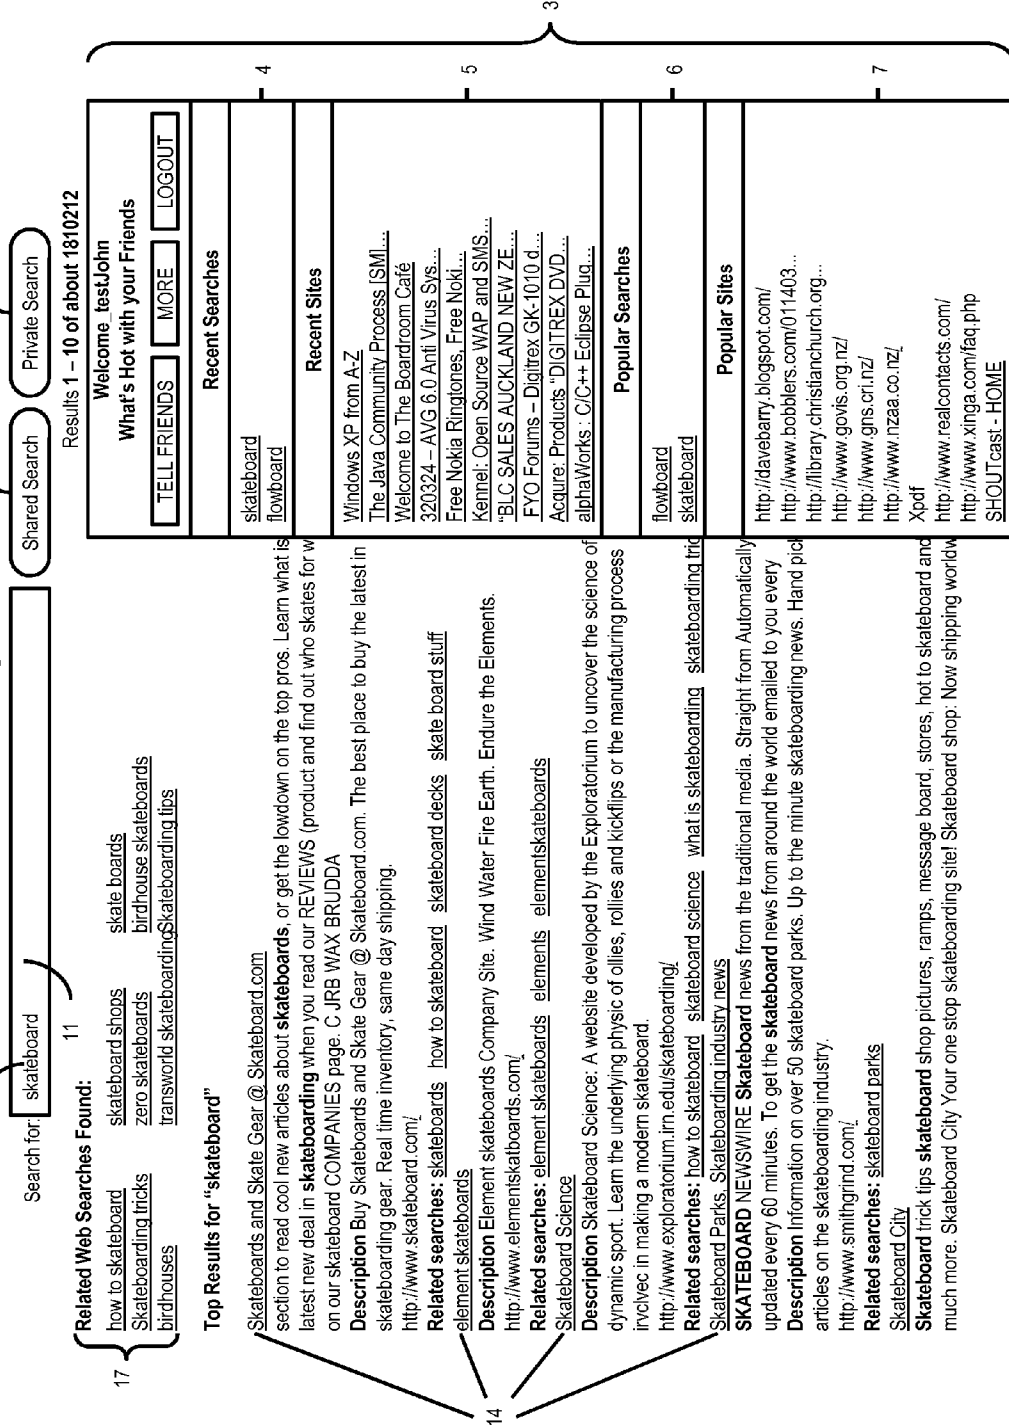 Search for: skateboard
Shared Search
Private Search
11
Results 1 – 10 of about 1810212
17
Related Web Searches Found:
how to skateboard skateboard shops skate boards
Skateboarding tricks zero skateboards birdhouse skateboards
birdhouses transworld skateboarding Skateboarding tips
Top Results for “skateboard”
14
Skateboards and Skate Gear @ Skateboard.com
section to read cool new articles about skateboards, or get the lowdown on the top pros. Learn what is
latest new deal in skateboarding when you read our REVIEWS (product and find out who skates for w
on our skateboard COMPANIES page. C JRB WAX BRUDDA
Description Buy Skateboards and Skate Gear @ Skateboard.com. The best place to buy the latest in
skateboarding gear. Real time inventory, same day shipping.
http://www.skateboard.com/
Related searches: skateboards how to skateboard skateboard decks skate board stuff
element skateboards
Description Element skateboards Company Site. Wind Water Fire Earth. Endure the Elements.
http://www.elementskatboards.com/
Related searches: element skateboards elements elementskateboards
Skateboard Science
Description Skateboard Science: A website developed by the Exploratorium to uncover the science of
dynamic sport. Learn the underlying physic of ollies, rollies and kickflips or the manufacturing process
irvclvec in making a modern skateboard.
http://www.exploratorium.irn.edu/skateboarding/
Related searches: how to skateboard skateboard science what is skateboarding skateboarding tric
Skateboard Parks, Skateboarding industry news
SKATEBOARD NEWSWIRE Skateboard news from the traditional media. Straight from Automatically
updated every 60 minutes. To get the skateboard news from around the world emailed to you every
Description Information on over 50 skateboard parks. Up to the minute skateboarding news. Hand pick
articles on the skateboarding industry.
http://www.smithgrind.com/
Related searches: skateboard parks
Skateboard City
Skateboard trick tips skateboard shop pictures, ramps, message board, stores, hot to skateboard and
much more. Skateboard City Your one stop skateboarding site! Skateboard shop: Now shipping worldw
Welcome_testJohn
What's Hot with your Friends
TELL FRIENDS MORE LOGOUT
3
Recent Searches
skateboard
flowboard
4
Recent Sites
Windows XP from A-Z
The Java Community Process [SM]...
Welcome to The Boardroom Café
320324 – AVG 6.0 Anti Virus Sys...
Free Nokia Ringtones, Free Noki...
Kennel: Open Source WAP and SMS...
“BLC SALES AUCKLAND NEW ZE...
FYO Forums – Digitrex GK-1010 d...
Acqure: Products “DIGITREX DVD...
alphaWorks : C/C++ Eclipse Plug...
5
Popular Searches
flowboard
skateboard
6
Popular Sites
http://davebarry.blogspot.com/
http://www.bobblers.com/011403...
http://library.christianchurch.org...
http://www.govis.org.nz/
http://www.gns.cri.nz/
http://www.nzaa.co.nz/
Xpdf
http://www.realcontacts.com/
http://www.xinga.com/faq.php
SHOUTcast - HOME
7